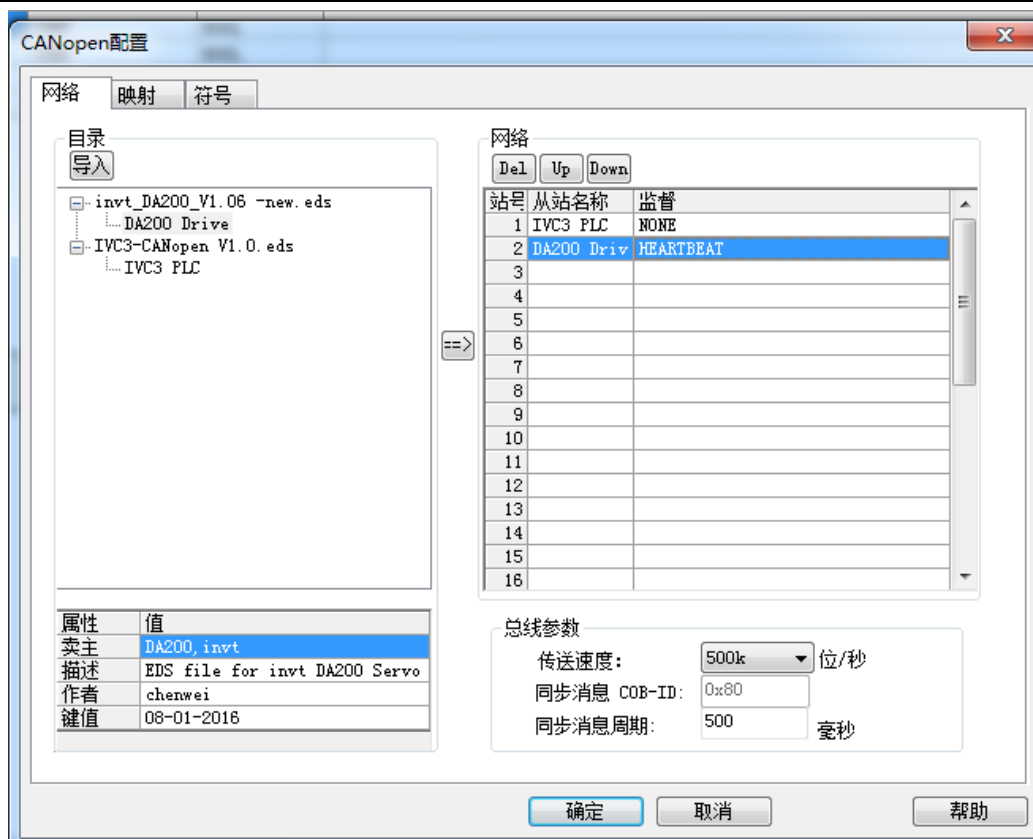 CANopen配置
网络 映射 符号
目录
导入
invt_DA200_V1.06 -new.eds
DA200 Drive
IVC3-CANopen V1.0.eds
IVC3 PLC
==>
网络
Del Up Down
站号 从站名称 监督
1 IVC3 PLC NONE
2 DA200 Driv HEARTBEAT
3
4
5
6
7
8
9
10
11
12
13
14
15
16
属性 值
卖主 DA200,invt
描述 EDS file for invt DA200 Servo
作者 chenwei
键值 08-01-2016
总线参数
传送速度: 500k 位/秒
同步消息 COB-ID: 0x80
同步消息周期: 500 毫秒
确定 取消 帮助